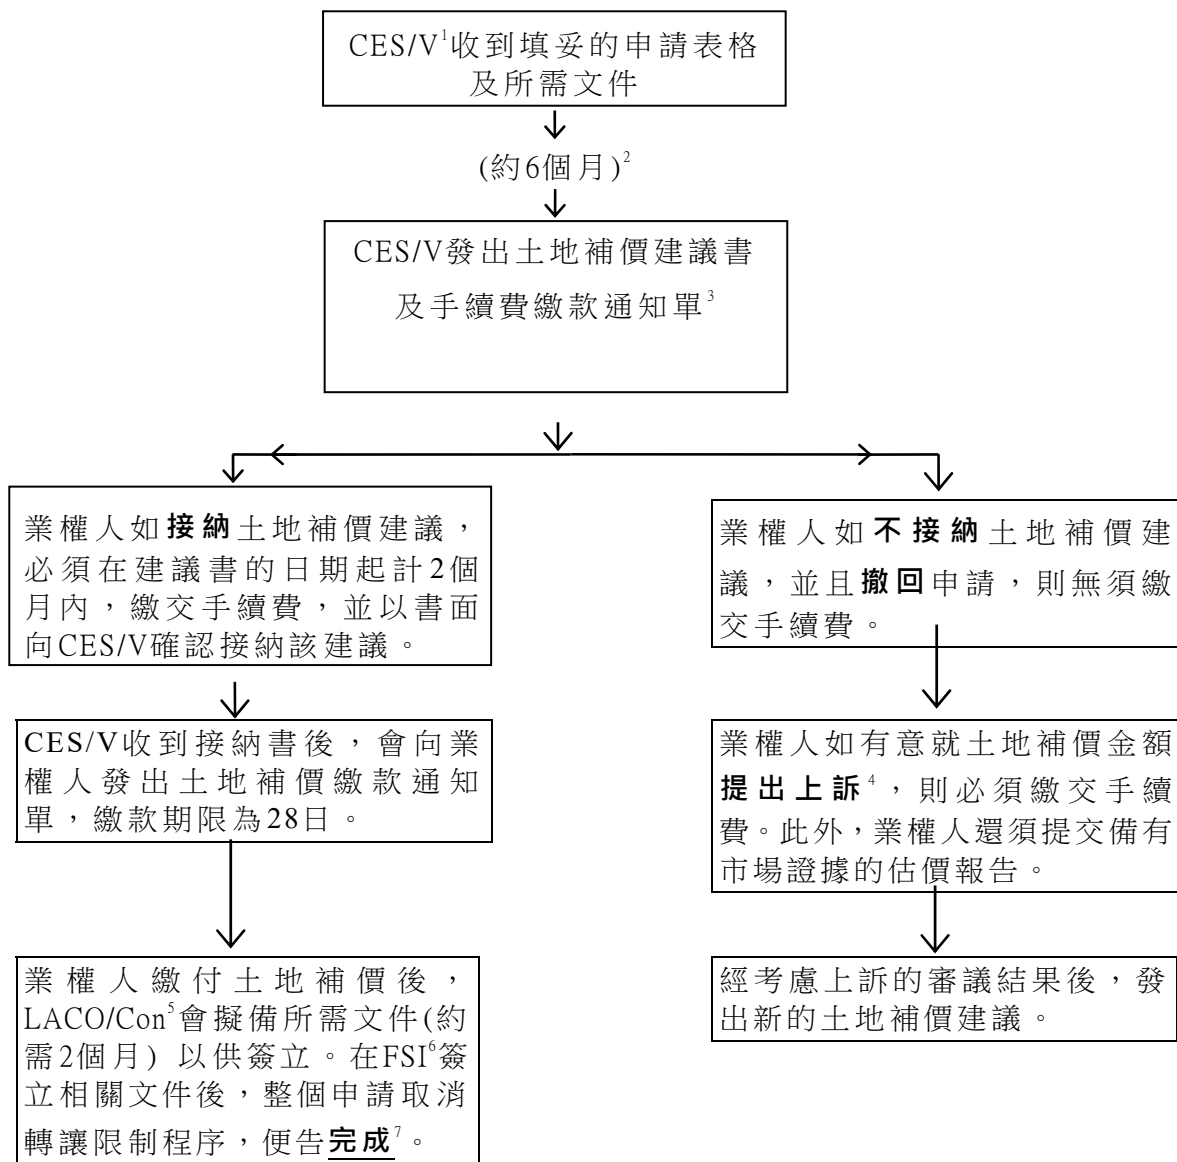 CES/V¹收到填妥的申請表格
及所需文件
(約6個月)²
CES/V發出土地補價建議書
及手續費繳款通知單³
業權人如接納土地補價建議，
必須在建議書的日期起計2個
月內，繳交手續費，並以書面
向CES/V確認接納該建議。
CES/V收到接納書後，會向業
權人發出土地補價繳款通知
單，繳款期限為28日。
業權人繳付土地補價後，
LACO/Con⁵會擬備所需文件(約
需2個月) 以供簽立。在FSI⁶簽
立相關文件後，整個申請取消
轉讓限制程序，便告完成⁷。
業權人如不接納土地補價建
議，並且撤回申請，則無須繳
交手續費。
業權人如有意就土地補價金額
提出上訴⁴，則必須繳交手續
費。此外，業權人還須提交備有
市場證據的估價報告。
經考慮上訴的審議結果後，發
出新的土地補價建議。